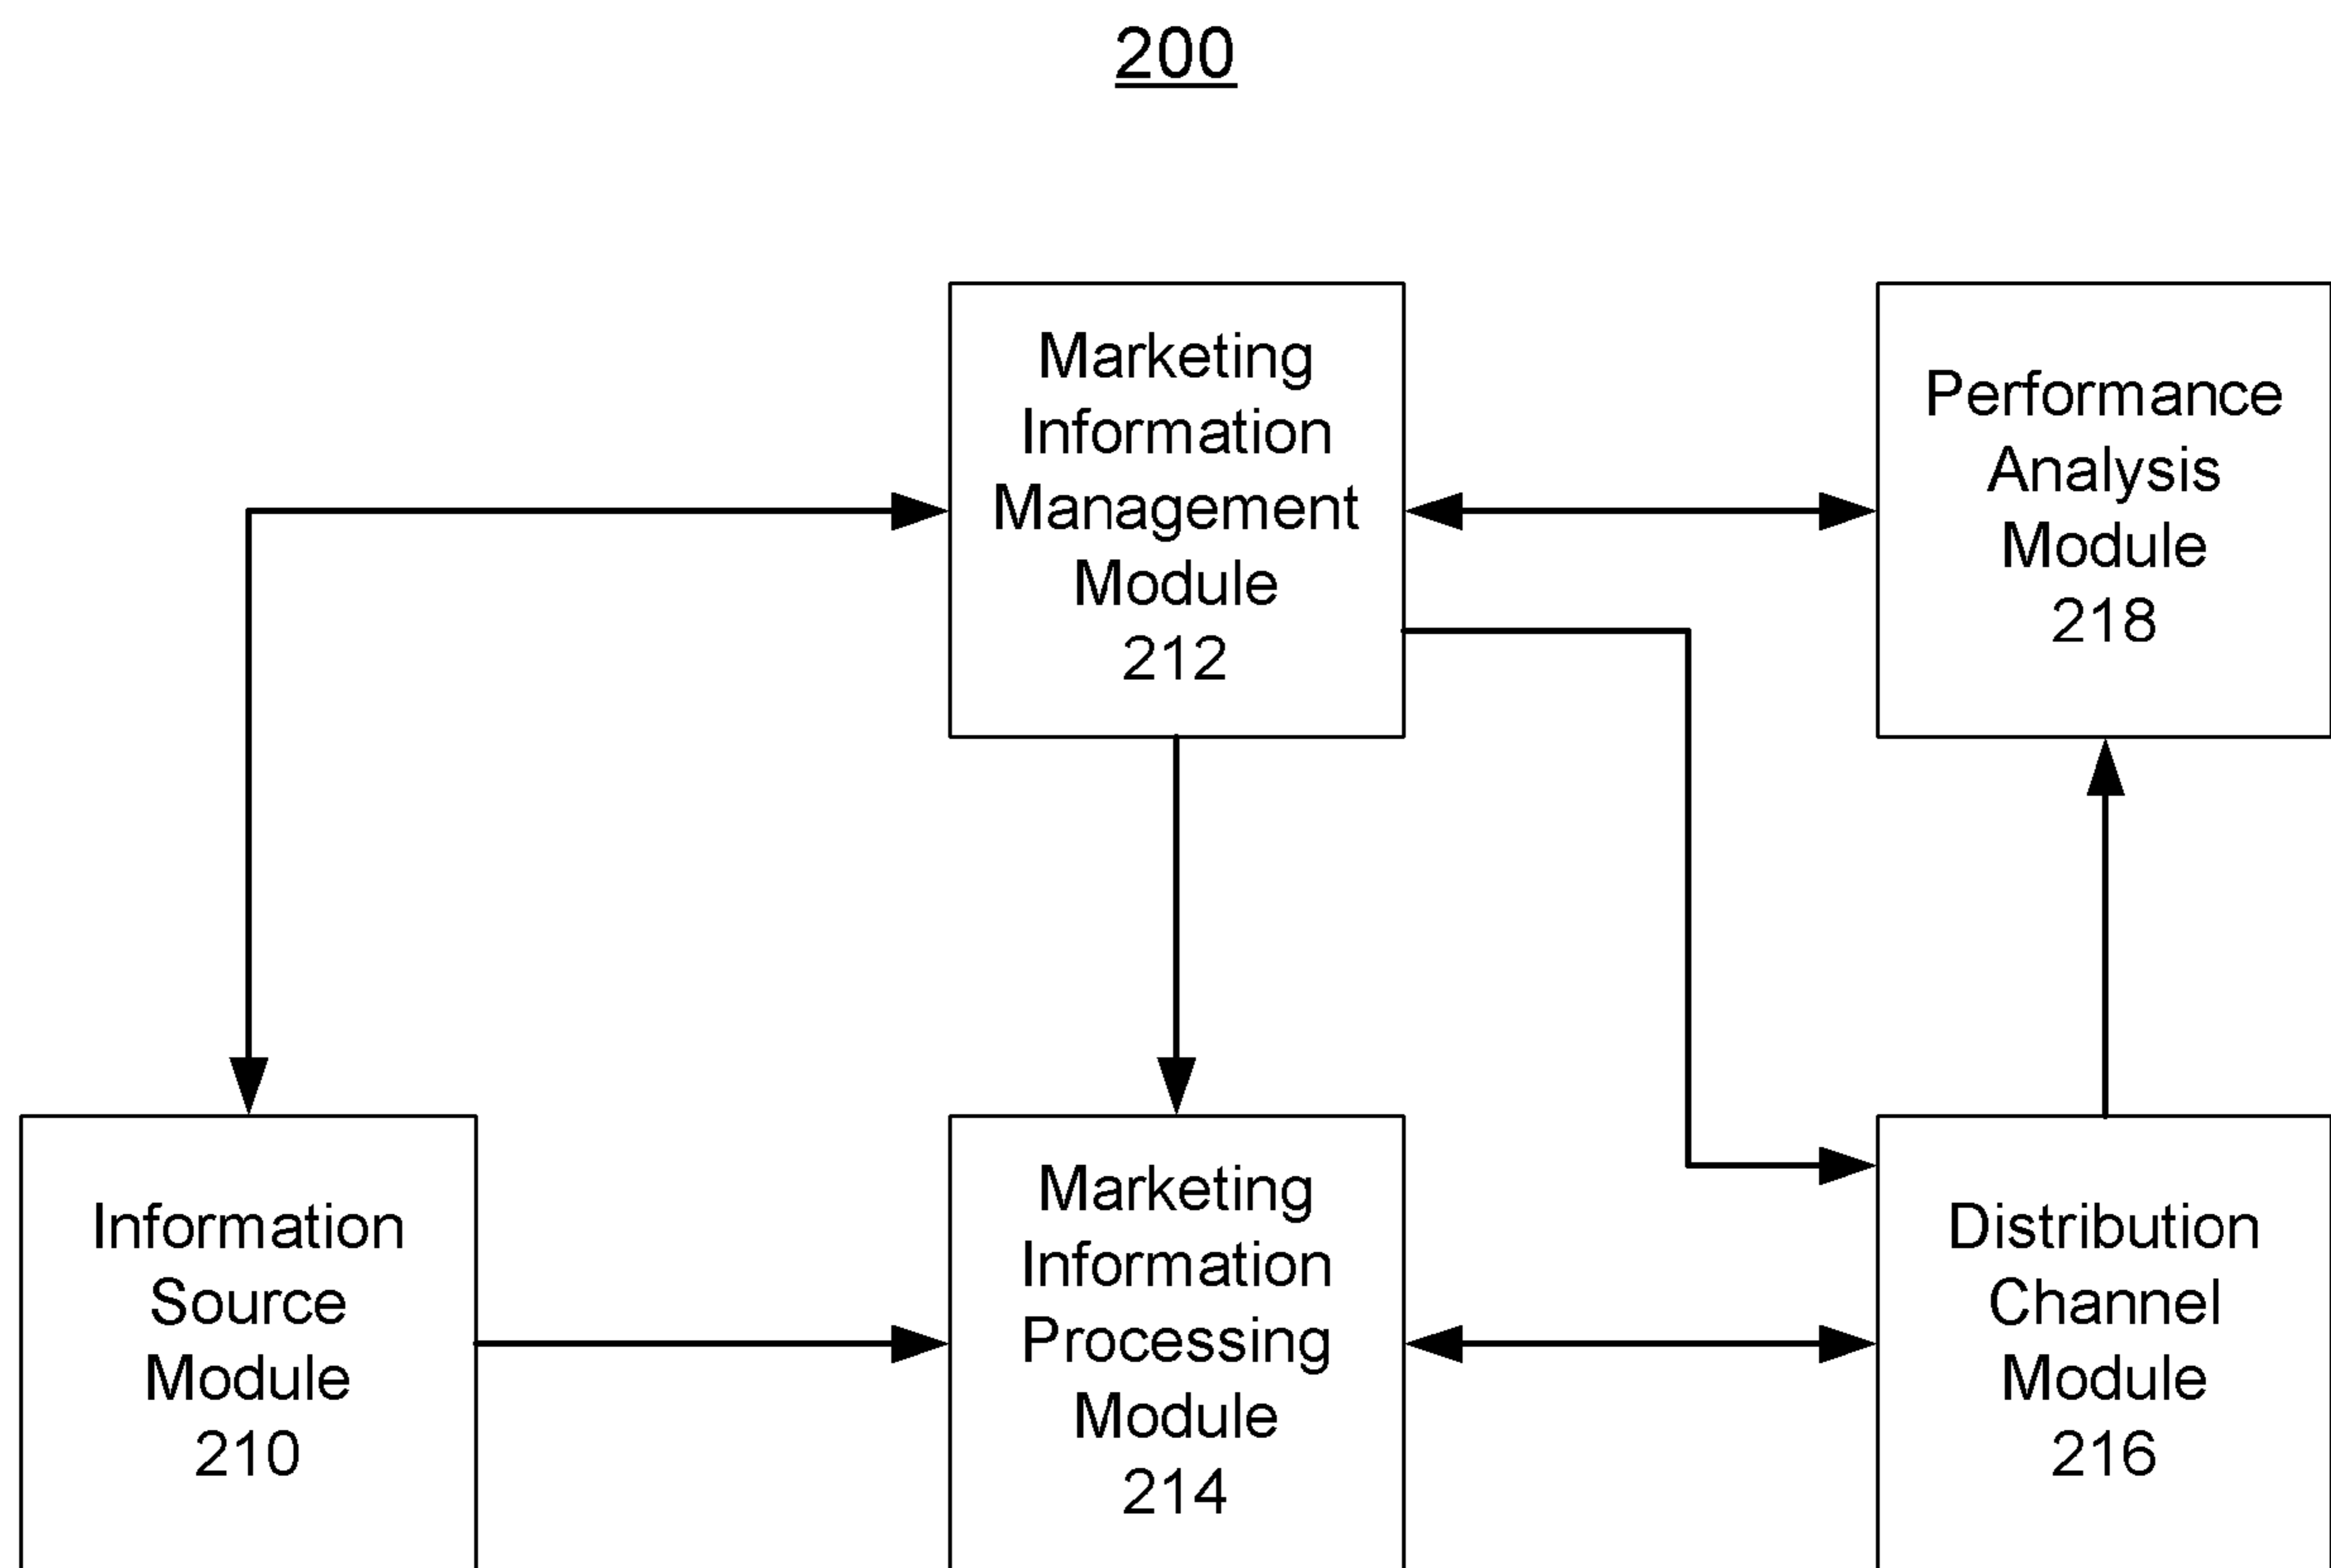 200
Marketing
Information
Management
Module
212
Performance
Analysis
Module
218
Information
Source
Module
210
Marketing
Information
Processing
Module
214
Distribution
Channel
Module
216